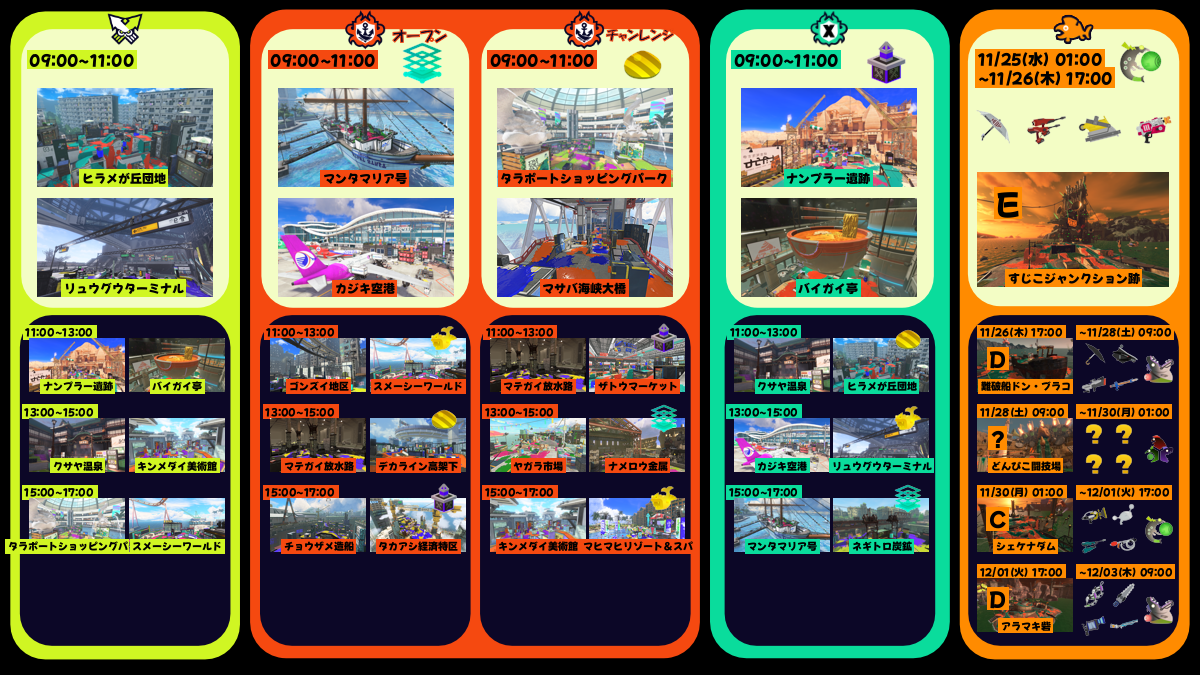 09:00~11:00
ヒラメが丘団地
リュウグウターミナル
11:00~13:00
ナンプラー遺跡
バイガイ亭
13:00~15:00
クサヤ温泉
キンメダイ美術館
15:00~17:00
タラポートショッピングパ
スメーシーワールド
オープン
09:00~11:00
マンタマリア号
カジキ空港
11:00~13:00
ゴンズイ地区
スメーシーワールド
13:00~15:00
マテガイ放水路
デカライン高架下
15:00~17:00
チョウザメ造船
タカアシ経済特区
チャレンジ
09:00~11:00
タラポートショッピングパーク
マサバ海峡大橋
11:00~13:00
マテガイ放水路
ザトウマーケット
13:00~15:00
ヤガラ市場
ナメロウ金属
15:00~17:00
キンメダイ美術館
マヒマヒリゾート&スパ
X
09:00~11:00
ナンプラー遺跡
バイガイ亭
11:00~13:00
クサヤ温泉
ヒラメが丘団地
13:00~15:00
カジキ空港
リュウグウターミナル
15:00~17:00
マンタマリア号
ネギトロ炭鉱
11/25(水) 01:00
~11/26(木) 17:00
E
すじこジャンクション跡
11/26(木) 17:00
~11/28(土) 09:00
D
難破船ドン・ブラコ
11/28(土) 09:00
~11/30(月) 01:00
?
? ?
? ?
どんぴこ闘技場
11/30(月) 01:00
~12/01(火) 17:00
C
シェケナダム
12/01(火) 17:00
~12/03(木) 09:00
D
アラマキ砦